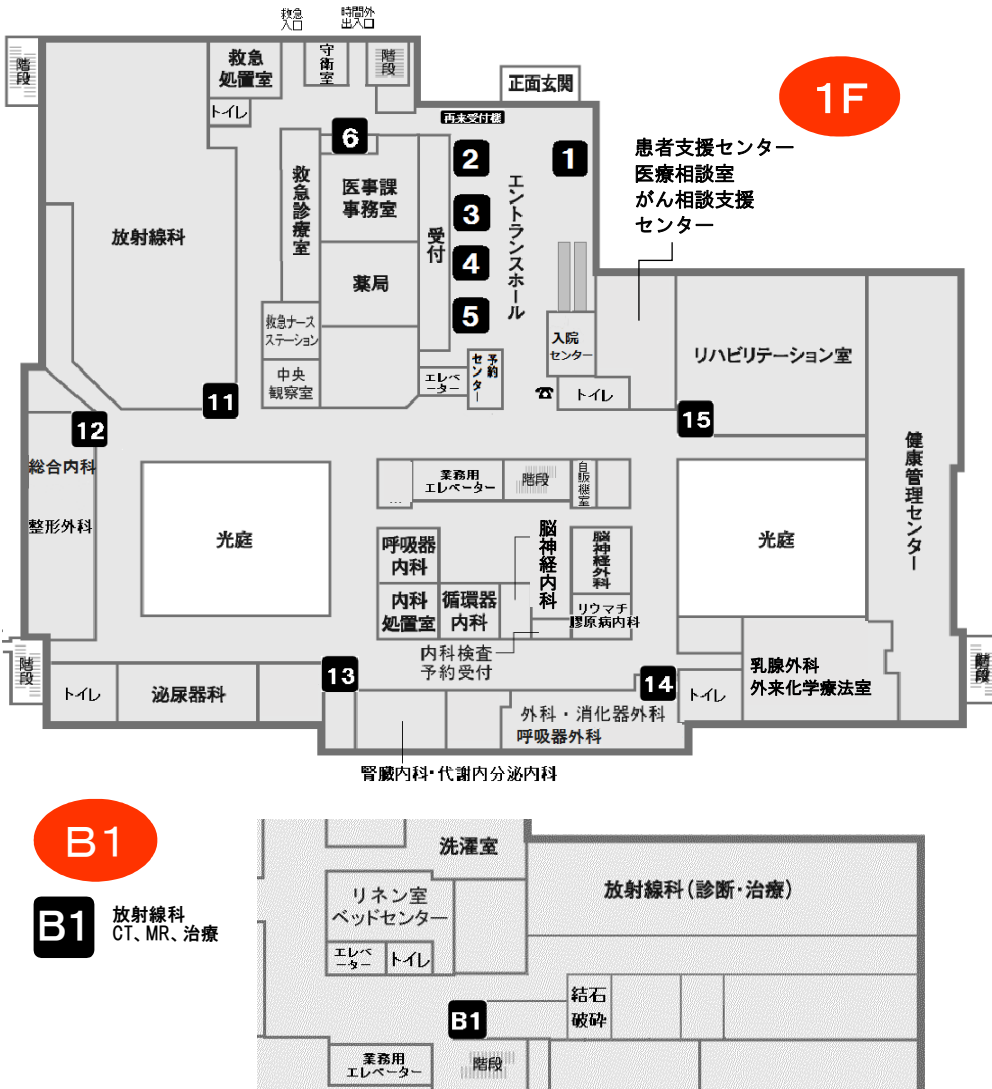 救急
入口
時間外
出入口
1F
階段
救急
処置室
守衛室
階段
正面玄関
トイレ
再来受付機
6
2
1
患者支援センター
医療相談室
がん相談支援
センター
救急診療室
医事課
事務室
3
エントランスホール
放射線科
受付
4
薬局
5
救急ナース
ステーション
入院
センター
リハビリテーション室
予約
センター
中央
観察室
エレベ
ーター
☎
トイレ
11
12
15
健康管理センター
総合内科
業務用
エレベーター
階段
自販機室
...
整形外科
光庭
光庭
呼吸器
内科
脳神経内科
脳神経外科
内科
処置室
循環器
内科
リウマチ
膠原病内科
内科検査
予約受付
階段
13
14
階段
トイレ
泌尿器科
トイレ
乳腺外科
外来化学療法室
外科・消化器外科
呼吸器外科
腎臓内科・代謝内分泌内科
B1
洗濯室
放射線科(診断・治療)
リネン室
ベッドセンター
B1
放射線科
CT、MR、治療
エレベ
ーター
トイレ
結石
破砕
B1
業務用
エレベーター
階段